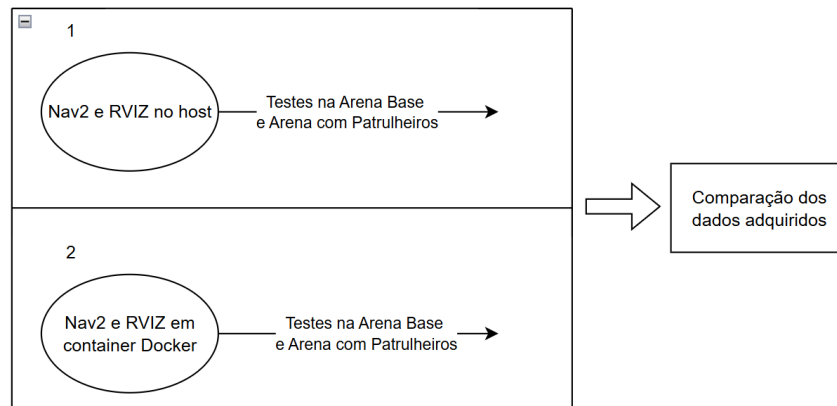 1
Nav2 e RVIZ no host
Testes na Arena Base
e Arena com Patrulheiros
2
Nav2 e RVIZ em
container Docker
Testes na Arena Base
e Arena com Patrulheiros
Comparação dos
dados adquiridos